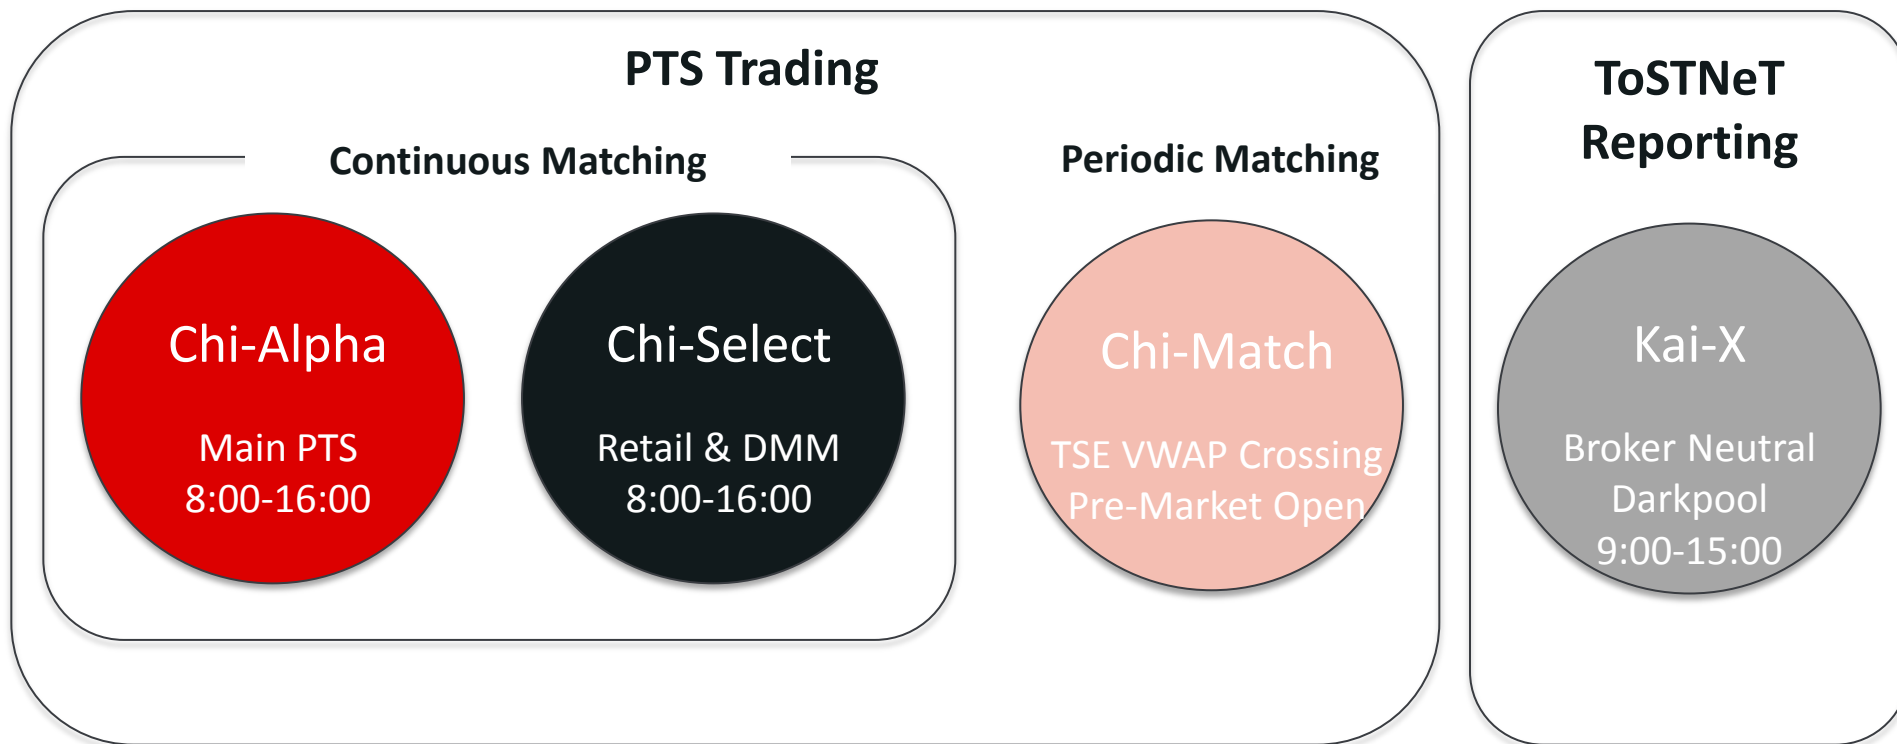 PTS Trading
Continuous Matching
Chi-Alpha
Main PTS
8:00-16:00
Chi-Select
Retail & DMM
8:00-16:00
Periodic Matching
Chi-Match
TSE VWAP Crossing
Pre-Market Open
ToSTNeT
Reporting
Kai-X
Broker Neutral
Darkpool
9:00-15:00